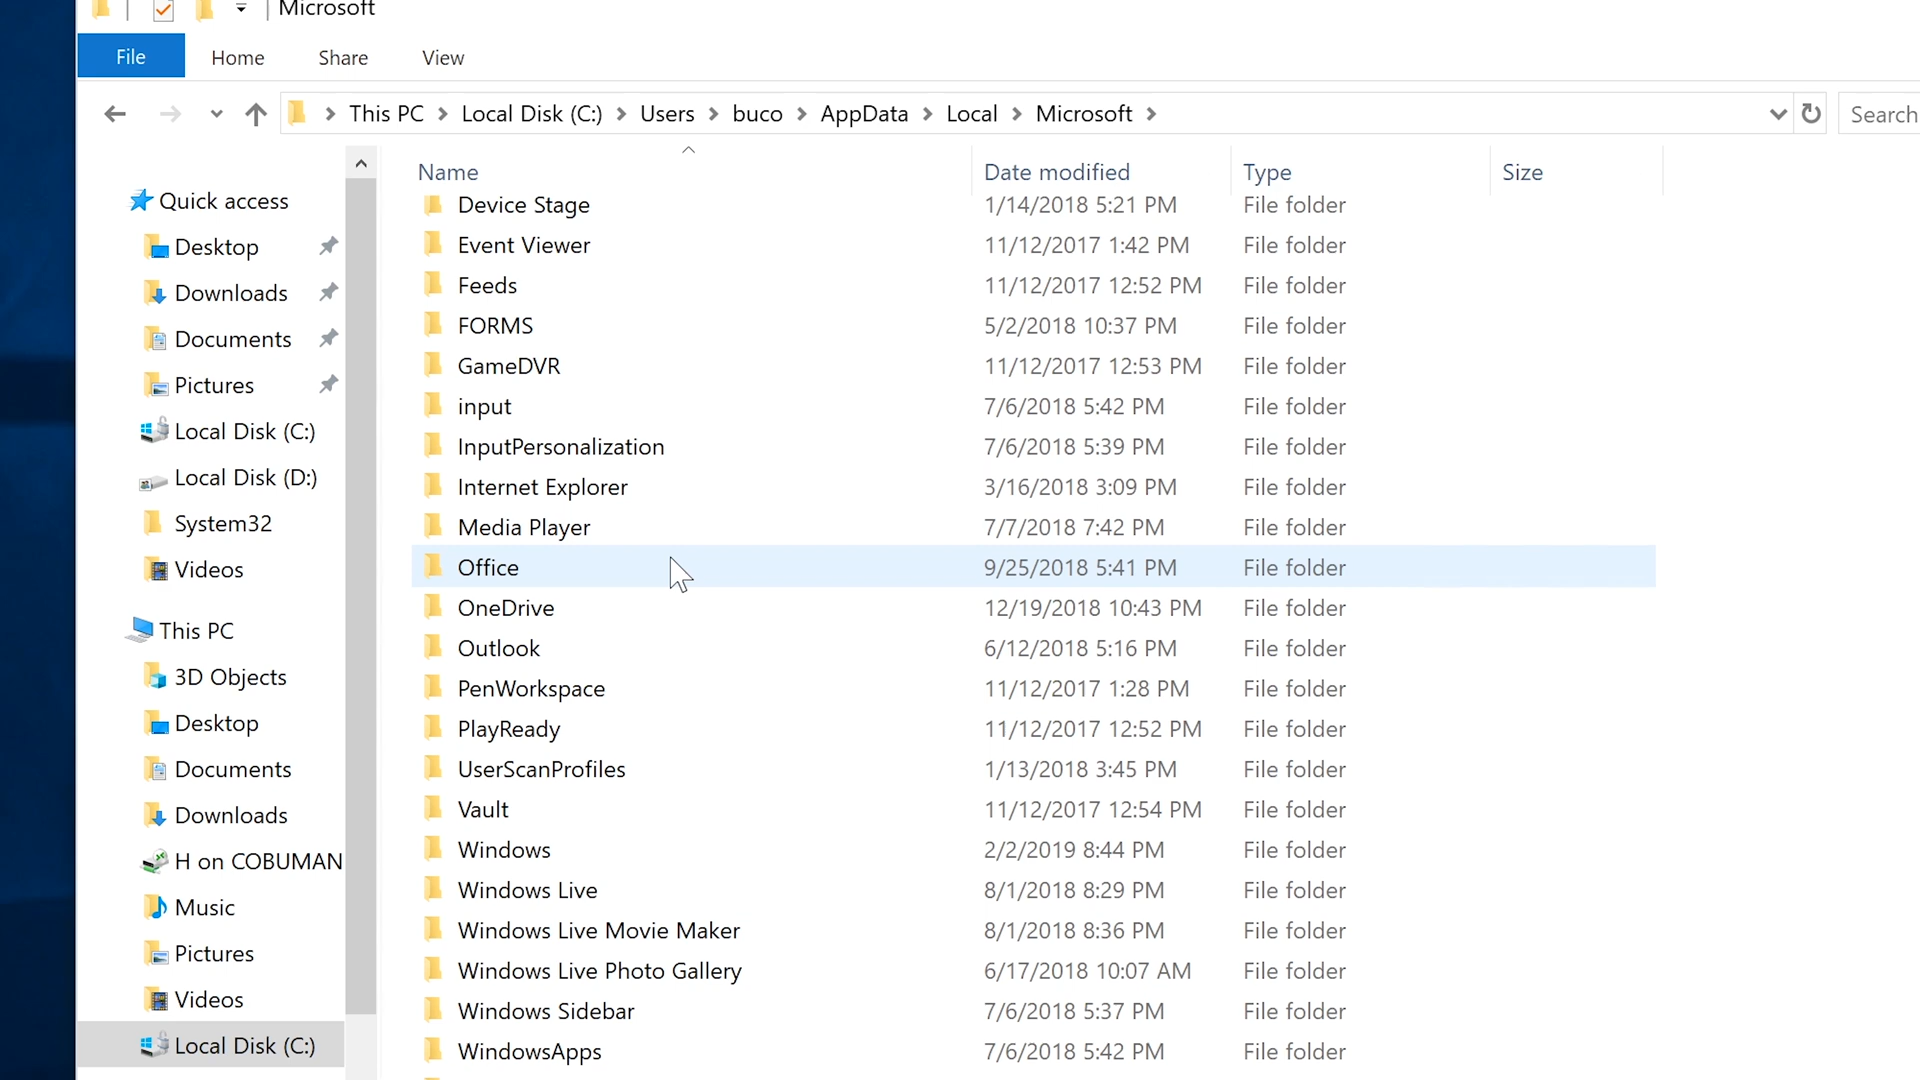 Microsoft
File Home Share View
This PC Local Disk (C:) Users buco AppData Local Microsoft
Search
Name Date modified Type Size
Quick access
Desktop
Downloads
Documents
Pictures
Local Disk (C:)
Local Disk (D:)
System32
Videos
This PC
3D Objects
Desktop
Documents
Downloads
H on COBUMAN
Music
Pictures
Videos
Local Disk (C:)
Device Stage 1/14/2018 5:21 PM File folder
Event Viewer 11/12/2017 1:42 PM File folder
Feeds 11/12/2017 12:52 PM File folder
FORMS 5/2/2018 10:37 PM File folder
GameDVR 11/12/2017 12:53 PM File folder
input 7/6/2018 5:42 PM File folder
InputPersonalization 7/6/2018 5:39 PM File folder
Internet Explorer 3/16/2018 3:09 PM File folder
Media Player 7/7/2018 7:42 PM File folder
Office 9/25/2018 5:41 PM File folder
OneDrive 12/19/2018 10:43 PM File folder
Outlook 6/12/2018 5:16 PM File folder
PenWorkspace 11/12/2017 1:28 PM File folder
PlayReady 11/12/2017 12:52 PM File folder
UserScanProfiles 1/13/2018 3:45 PM File folder
Vault 11/12/2017 12:54 PM File folder
Windows 2/2/2019 8:44 PM File folder
Windows Live 8/1/2018 8:29 PM File folder
Windows Live Movie Maker 8/1/2018 8:36 PM File folder
Windows Live Photo Gallery 6/17/2018 10:07 AM File folder
Windows Sidebar 7/6/2018 5:37 PM File folder
WindowsApps 7/6/2018 5:42 PM File folder